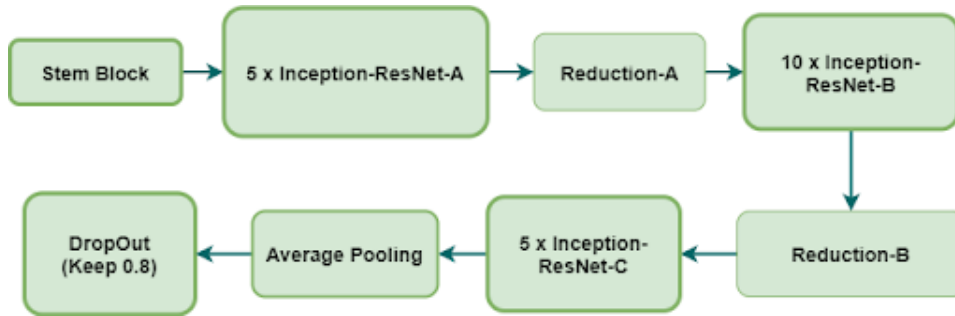 Stem Block
5 x Inception-ResNet-A
Reduction-A
10 x Inception-
ResNet-B
DropOut
(Keep 0.8)
Average Pooling
5 x Inception-
ResNet-C
Reduction-B